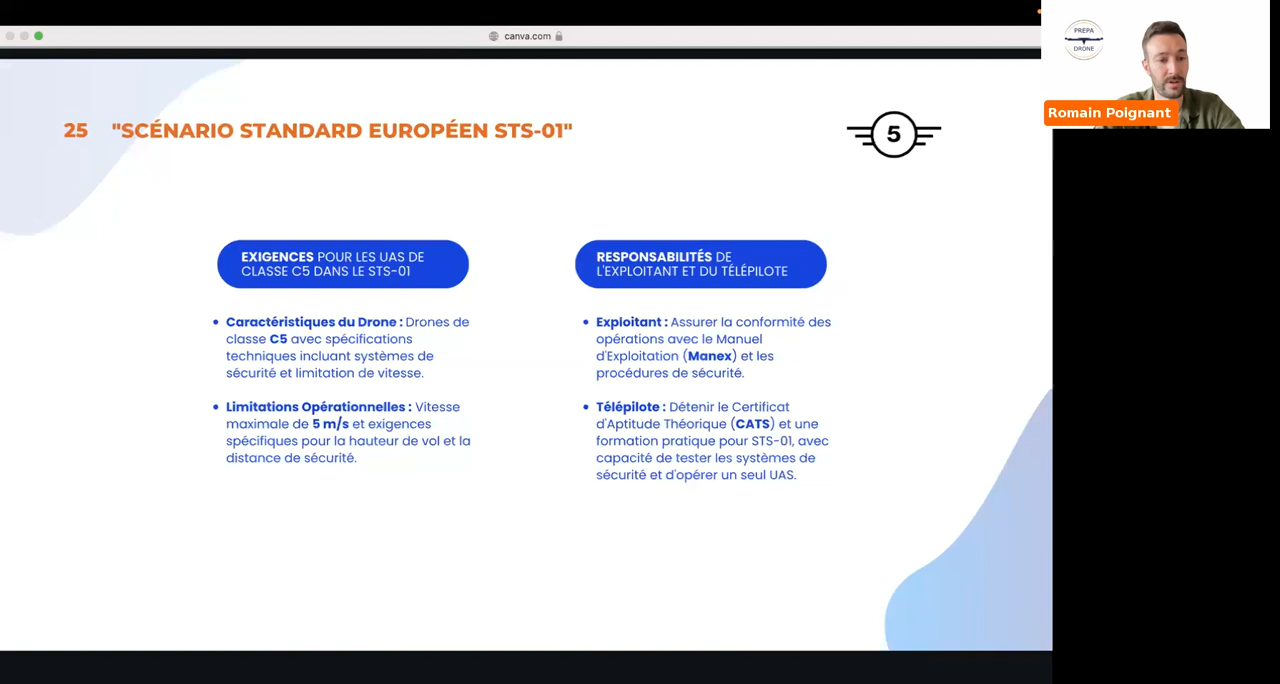 canva.com
PREPA
DRONE
Romain Poignant
25 "SCÉNARIO STANDARD EUROPÉEN STS-01"
5
EXIGENCES POUR LES UAS DE
CLASSE C5 DANS LE STS-01
• Caractéristiques du Drone : Drones de
classe C5 avec spécifications
techniques incluant systèmes de
sécurité et limitation de vitesse.
• Limitations Opérationnelles : Vitesse
maximale de 5 m/s et exigences
spécifiques pour la hauteur de vol et la
distance de sécurité.
RESPONSABILITÉS DE
L'EXPLOITANT ET DU TÉLÉPILOTE
• Exploitant : Assurer la conformité des
opérations avec le Manuel
d'Exploitation (Manex) et les
procédures de sécurité.
• Télépilote : Détenir le Certificat
d'Aptitude Théorique (CATS) et une
formation pratique pour STS-01, avec
capacité de tester les systèmes de
sécurité et d'opérer un seul UAS.